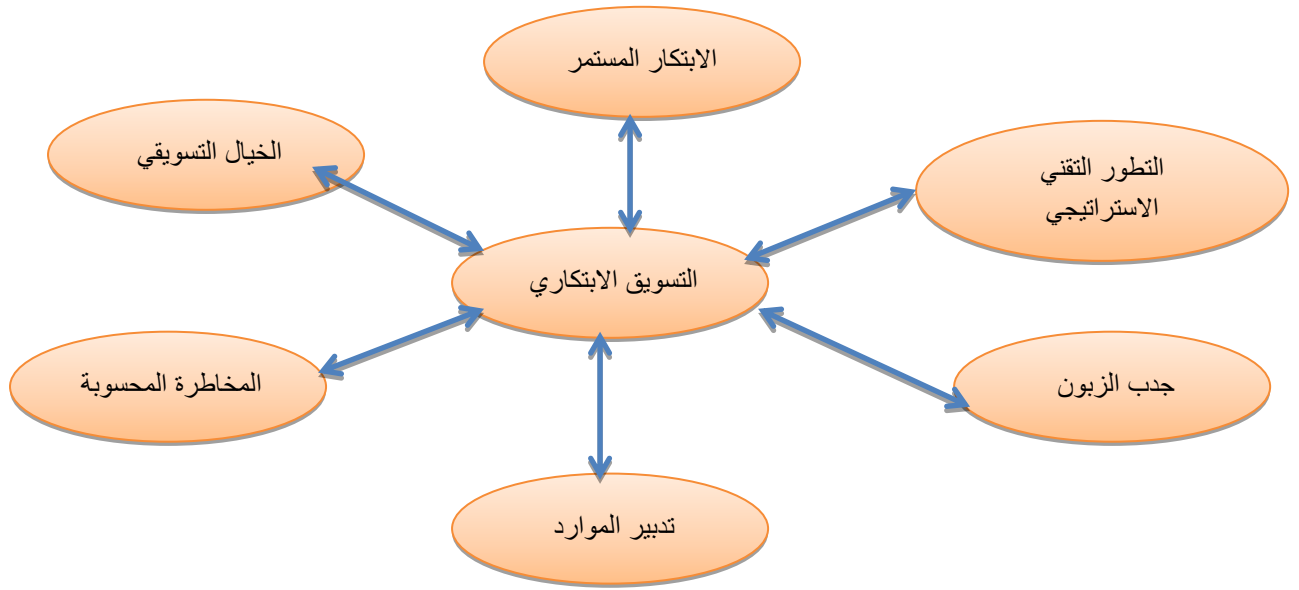 الابتكار المستمر
الخيال التسويقي
التطور التقني
الاستراتيجي
التسويق الابتكاري
المخاطرة المحسوبة
جدب الزبون
تدبير الموارد